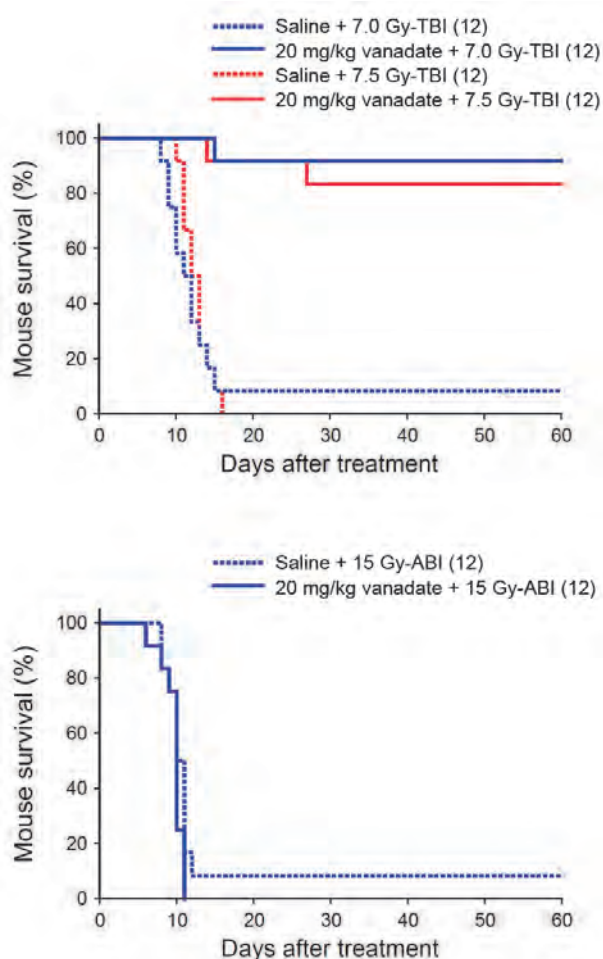 Saline + 7.0 Gy-TBI (12)
20 mg/kg vanadate + 7.0 Gy-TBI (12)
Saline + 7.5 Gy-TBI (12)
20 mg/kg vanadate + 7.5 Gy-TBI (12)
Mouse survival (%)
100
80
60
40
20
0
0 10 20 30 40 50 60
Days after treatment
Saline + 15 Gy-ABI (12)
20 mg/kg vanadate + 15 Gy-ABI (12)
Mouse survival (%)
100
80
60
40
20
0
0 10 20 30 40 50 60
Days after treatment